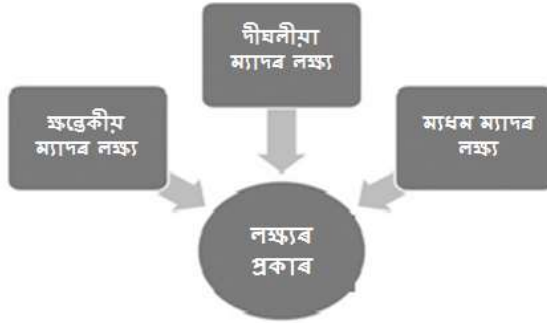 দীঘলীয়া
ম্যাদৰ লক্ষ্য
ক্ষন্তেকীয়
ম্যাদৰ লক্ষ্য
মধ্যম ম্যাদৰ
লক্ষ্য
লক্ষ্যৰ
প্ৰকাৰ